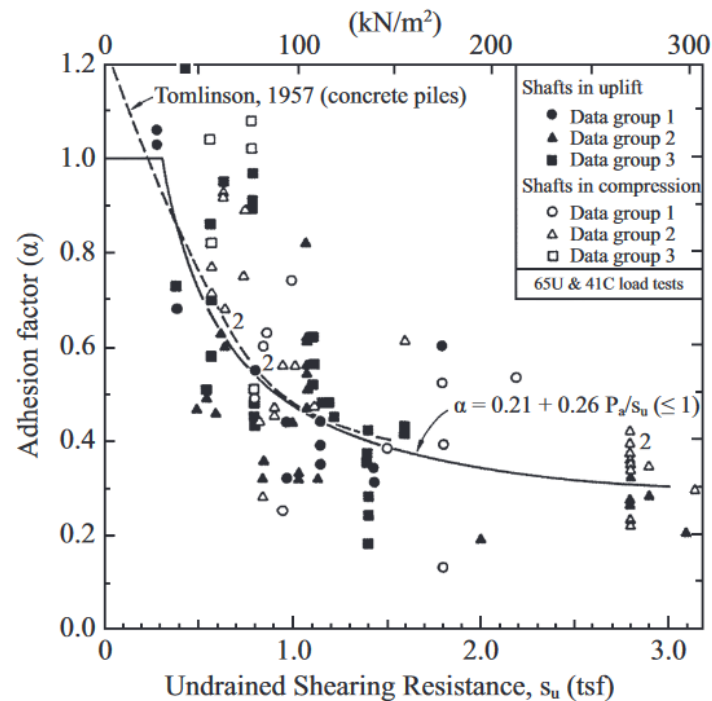 (kN/m²)
0 100 200 300
1.2
1.0
0.8
0.6
0.4
0.2
0.0
Adhesion factor (α)
Tomlinson, 1957 (concrete piles)
Shafts in uplift
Data group 1
Data group 2
Data group 3
Shafts in compression
Data group 1
Data group 2
Data group 3
65U & 41C load tests
2
2
α = 0.21 + 0.26 Pₐ/sᵤ (≤ 1)
2
0 1.0 2.0 3.0
Undrained Shearing Resistance, sᵤ (tsf)